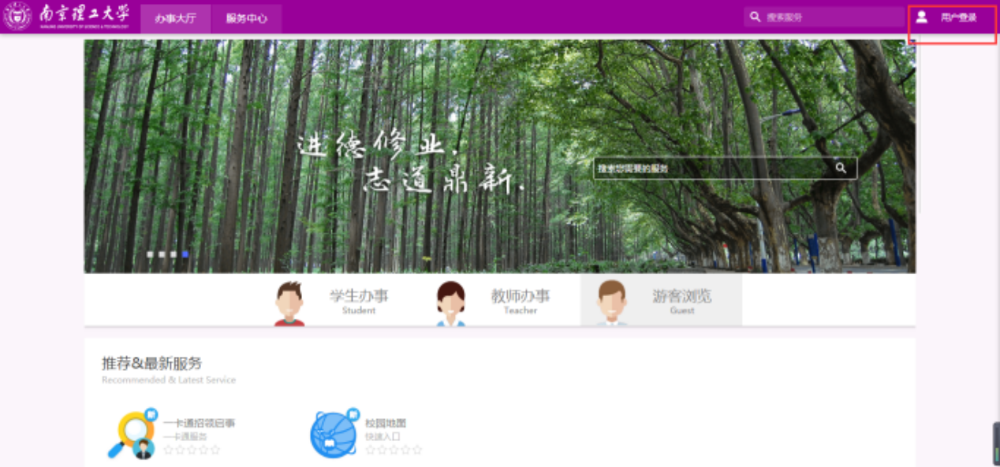 南京理工大学
NANJING UNIVERSITY OF SCIENCE & TECHNOLOGY
办事大厅
服务中心
搜索服务
用户登录
进德修业，
志道鼎新.
搜索您需要的服务
学生办事
Student
教师办事
Teacher
游客浏览
Guest
推荐&最新服务
Recommended & Latest Service
一卡通招领启事
一卡通服务
校园地图
快速入口